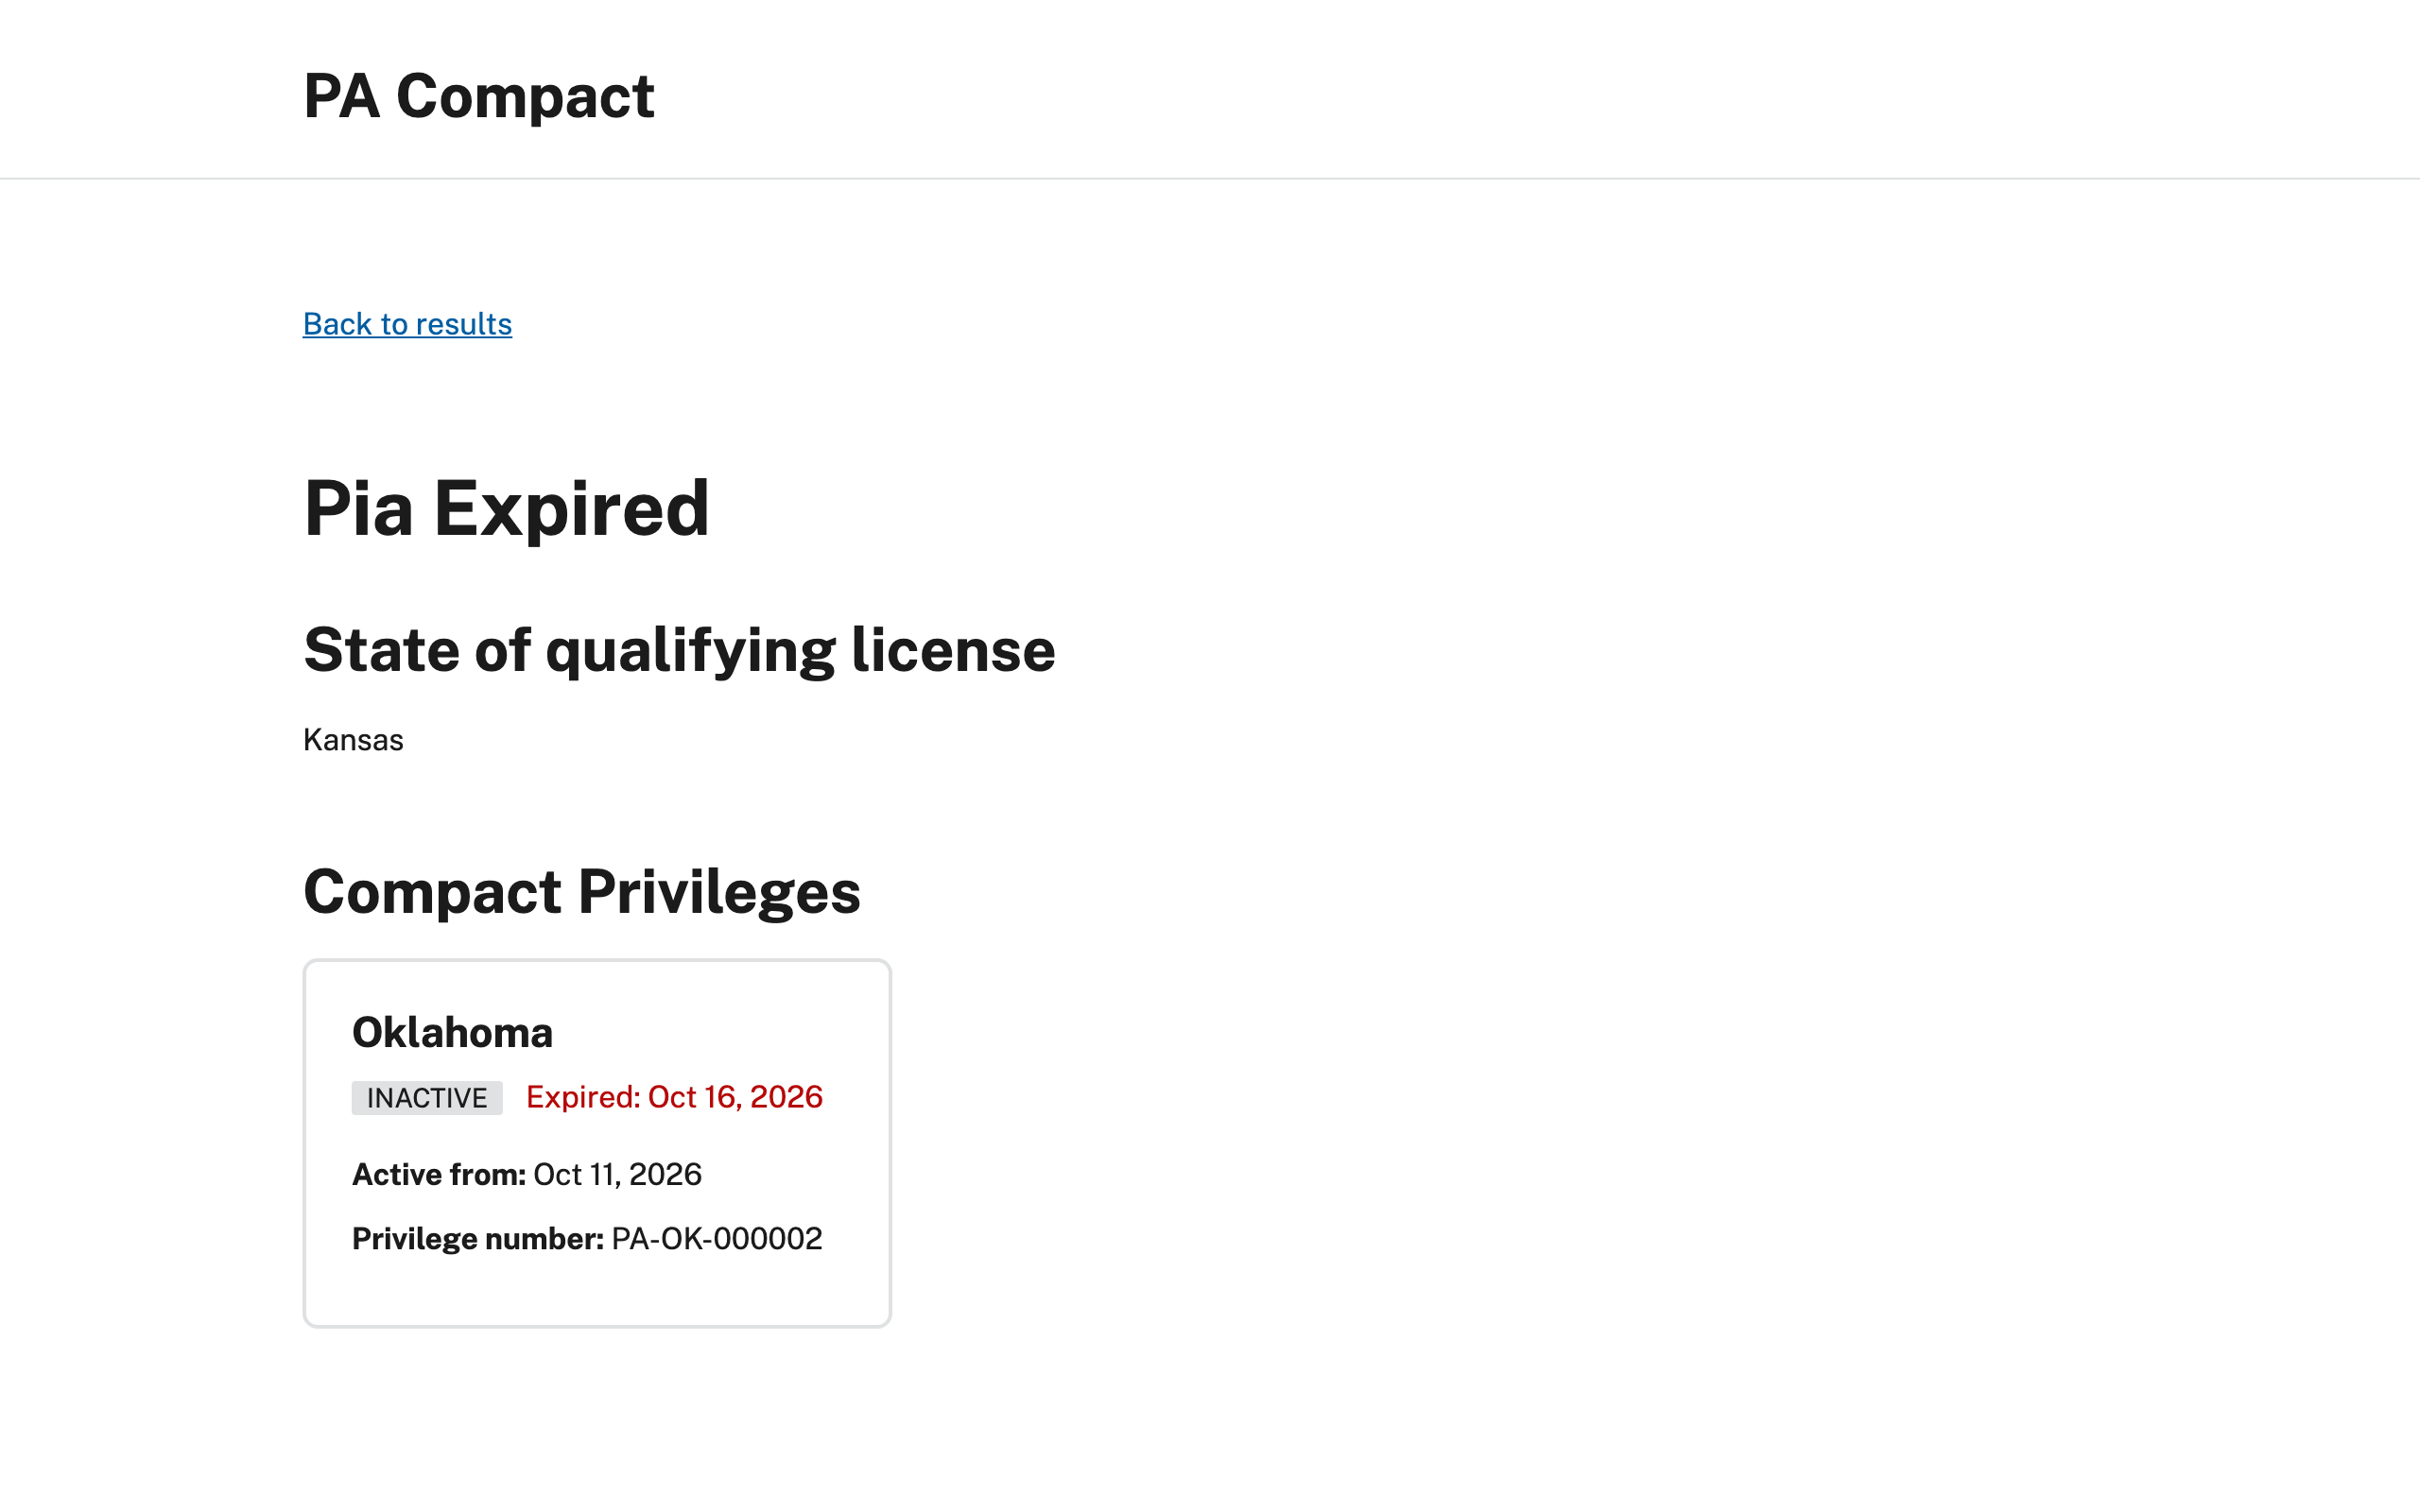 PA Compact
Back to results
Pia Expired
State of qualifying license
Kansas
Compact Privileges
Oklahoma
INACTIVE Expired: Oct 16, 2026
Active from: Oct 11, 2026
Privilege number: PA-OK-000002